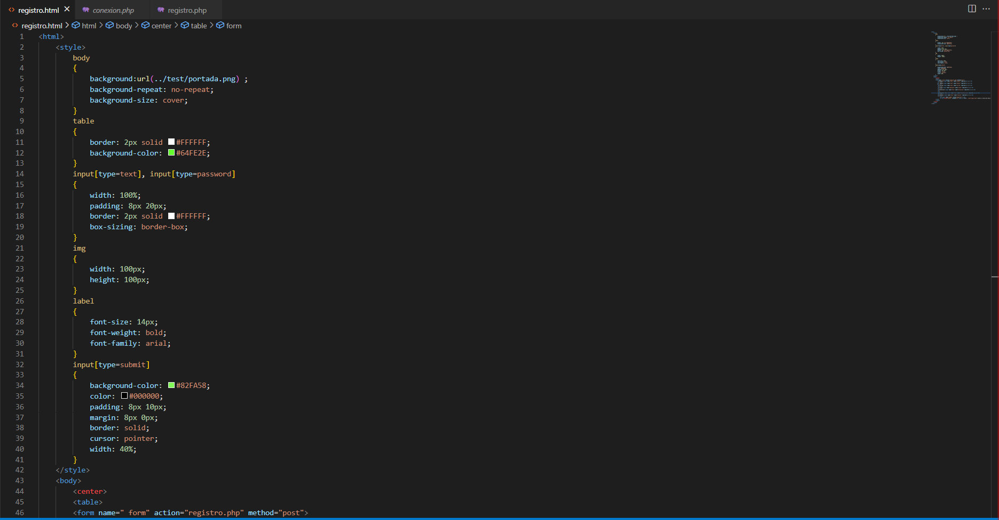 registro.html conexion.php registro.php
registro.html > html > body > center > table > form
1 <html>
2 <style>
3 body
4 {
5 background:url(../test/portada.png) ;
6 background-repeat: no-repeat;
7 background-size: cover;
8 }
9 table
10 {
11 border: 2px solid #FFFFFF;
12 background-color: #64FE2E;
13 }
14 input[type=text], input[type=password]
15 {
16 width: 100%;
17 padding: 8px 20px;
18 border: 2px solid #FFFFFF;
19 box-sizing: border-box;
20 }
21 img
22 {
23 width: 100px;
24 height: 100px;
25 }
26 label
27 {
28 font-size: 14px;
29 font-weight: bold;
30 font-family: arial;
31 }
32 input[type=submit]
33 {
34 background-color: #82FA58;
35 color: #000000;
36 padding: 8px 10px;
37 margin: 8px 0px;
38 border: solid;
39 cursor: pointer;
40 width: 40%;
41 }
42 </style>
43 <body>
44 <center>
45 <table>
46 <form name=" form" action="registro.php" method="post">